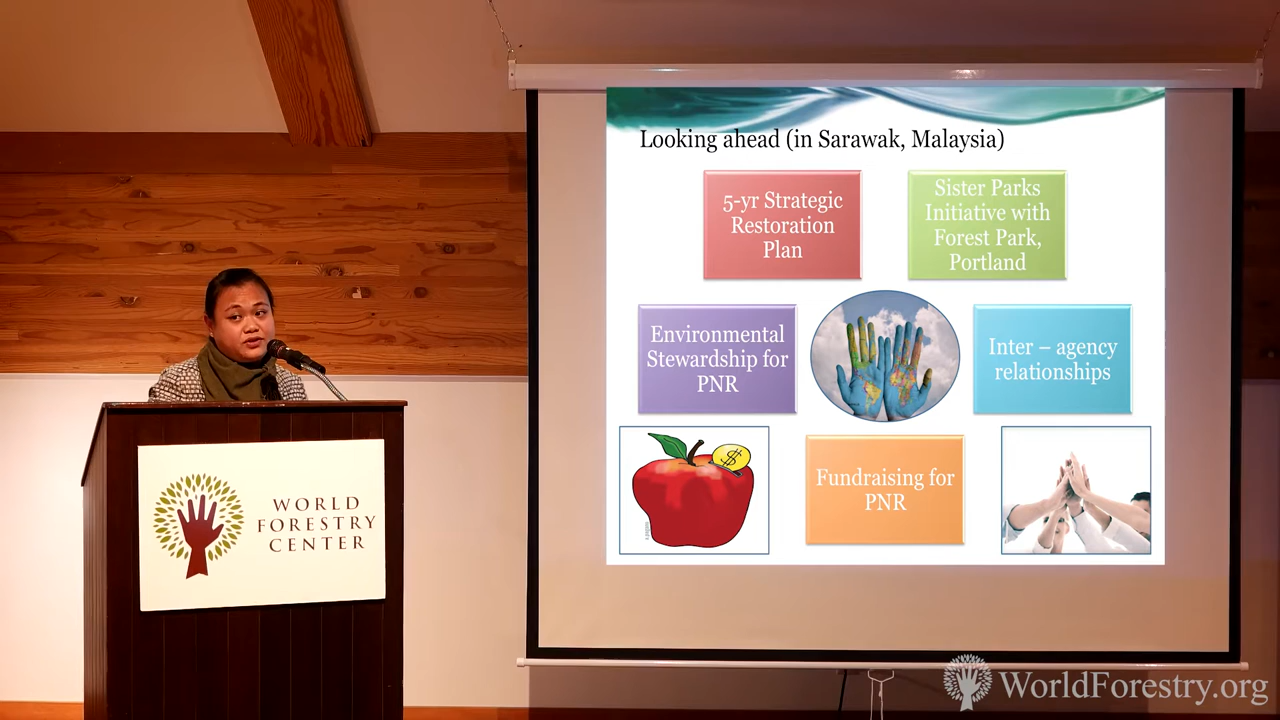 Looking ahead (in Sarawak, Malaysia)
5-yr Strategic
Restoration
Plan
Sister Parks
Initiative with
Forest Park,
Portland
Environmental
Stewardship for
PNR
Inter – agency
relationships
$
Fundraising for
PNR
WORLD
FORESTRY
CENTER
WorldForestry.org